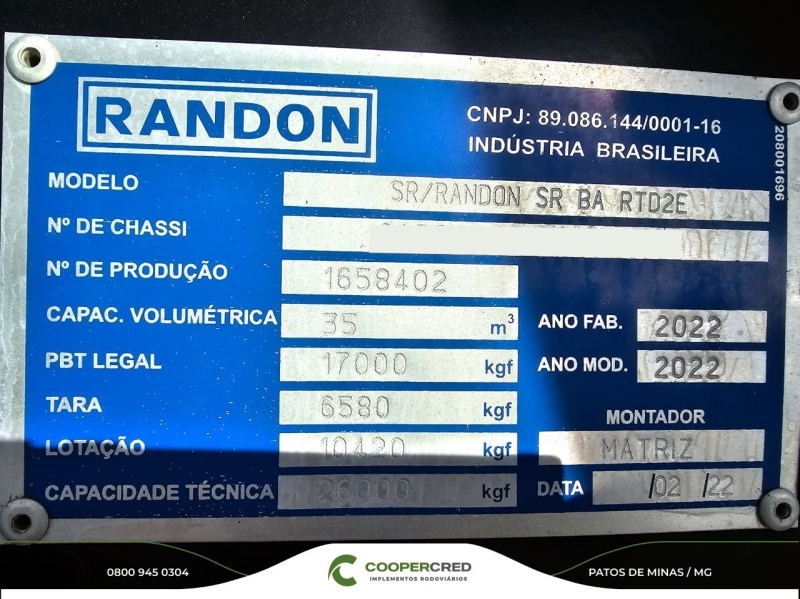 RANDON
CNPJ: 89.086.144/0001-16
INDÚSTRIA BRASILEIRA
208001696
MODELO SR/RANDON SR BA RTD2E
Nº DE CHASSI
Nº DE PRODUÇÃO 1658402
CAPAC. VOLUMÉTRICA 35 m³ ANO FAB. 2022
PBT LEGAL 17000 kgf ANO MOD. 2022
TARA 6580 kgf MONTADOR
LOTAÇÃO 10420 kgf MATRIZ
CAPACIDADE TÉCNICA 26000 kgf DATA /02 /22
0800 945 0304
COOPERCRED
IMPLEMENTOS RODOVIÁRIOS
PATOS DE MINAS / MG